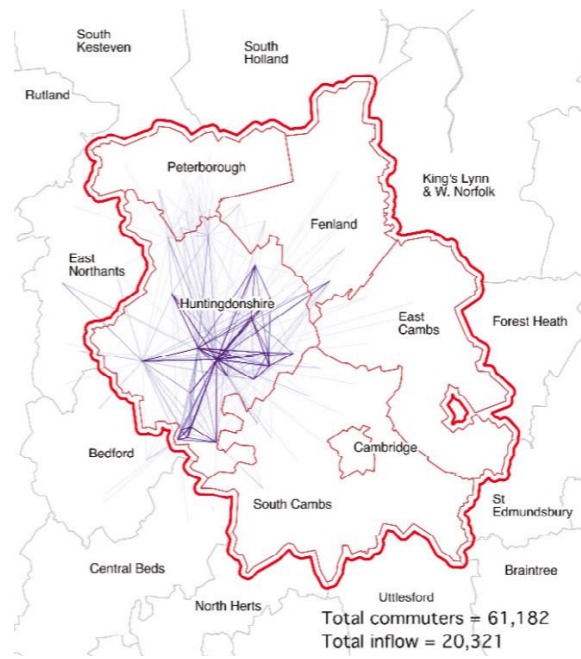 South
Kesteven
South
Holland
Rutland
Peterborough
King's Lynn
& W. Norfolk
Fenland
East
Northants
Huntingdonshire
East
Cambs
Forest Heath
Bedford
Cambridge
South Cambs
St
Edmundsbury
Central Beds
Braintree
North Herts
Uttlesford
Total commuters = 61,182
Total inflow = 20,321